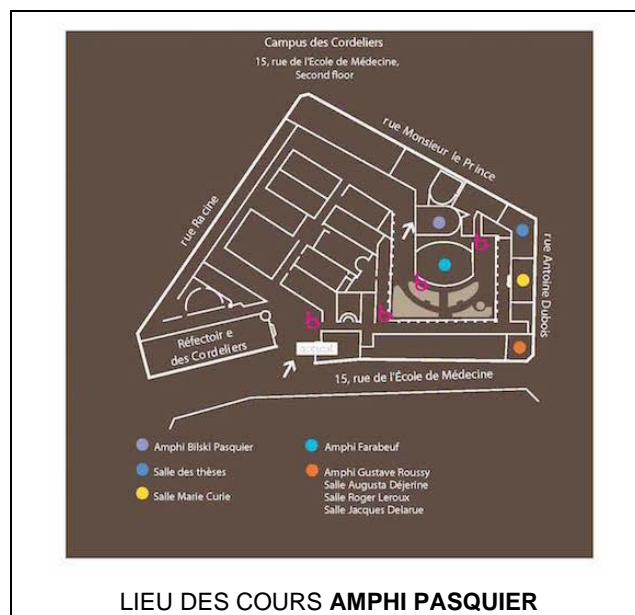 Campus des Cordeliers
15, rue de l'Ecole de Médecine,
Second floor
rue Monsieur le Prince
rue Racine
rue Antoine Dubois
Réfectoir e
des Cordeliers
15, rue de l'École de Médecine
Amphi Bilski Pasquier
Salle des thèses
Salle Marie Curie
Amphi Farabeuf
Amphi Gustave Roussy
Salle Augusta Déjerine
Salle Roger Leroux
Salle Jacques Delarue
LIEU DES COURS AMPHI PASQUIER